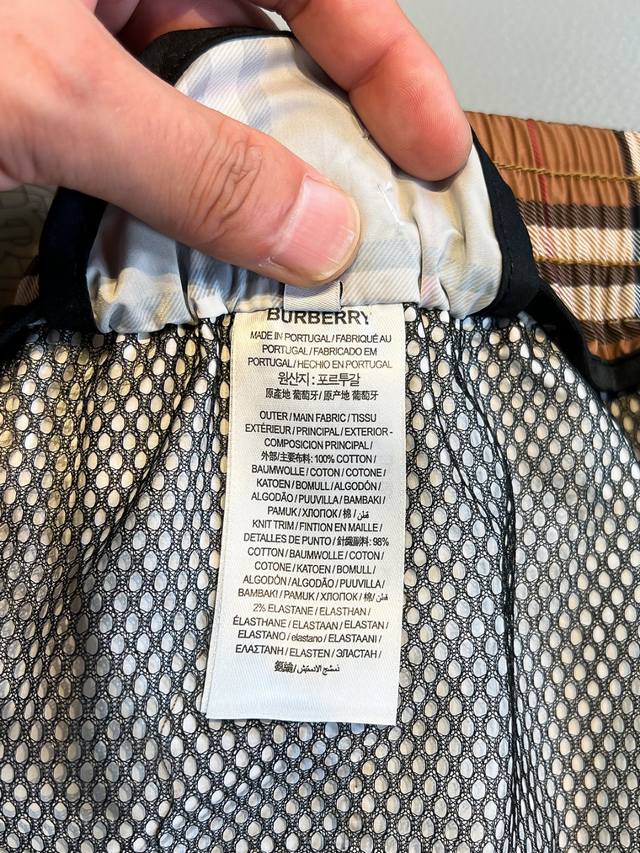 BURBERRY
MADE IN PORTUGAL / FABRIQUÉ AU
PORTUGAL / FABRICADO EM
PORTUGAL / HECHO EN PORTUGAL
원산지 : 포르투갈
原產地 葡萄牙 / 原产地 葡萄牙
OUTER / MAIN FABRIC / TISSU
EXTÉRIEUR / PRINCIPAL / EXTERIOR -
COMPOSICIÓN PRINCIPAL /
外部/主要布料: 100% COTTON /
BAUMWOLLE / COTON / COTONE /
KATOEN / BOMULL / ALGODÓN /
ALGODÃO / PUUVILLA / BAMBAKI /
PAMUK / ХЛОПОК / 棉 / قطن /
KNIT TRIM / FINTION EN MAILLE /
DETALLES DE PUNTO / 針織副料: 98%
COTTON / BAUMWOLLE / COTON /
COTONE / KATOEN / BOMULL /
ALGODÓN / ALGODÃO / PUUVILLA /
BAMBAKI / PAMUK / ХЛОПОК / 棉 / قطن /
2% ELASTANE / ELASTHAN /
ÉLASTHANE / ELASTAAN / ELASTAN /
ELASTANO / elastano / ELASTAANI /
ΕΛΑΣΤΑΝΗ / ELASTEN / ЭЛАСТАН /